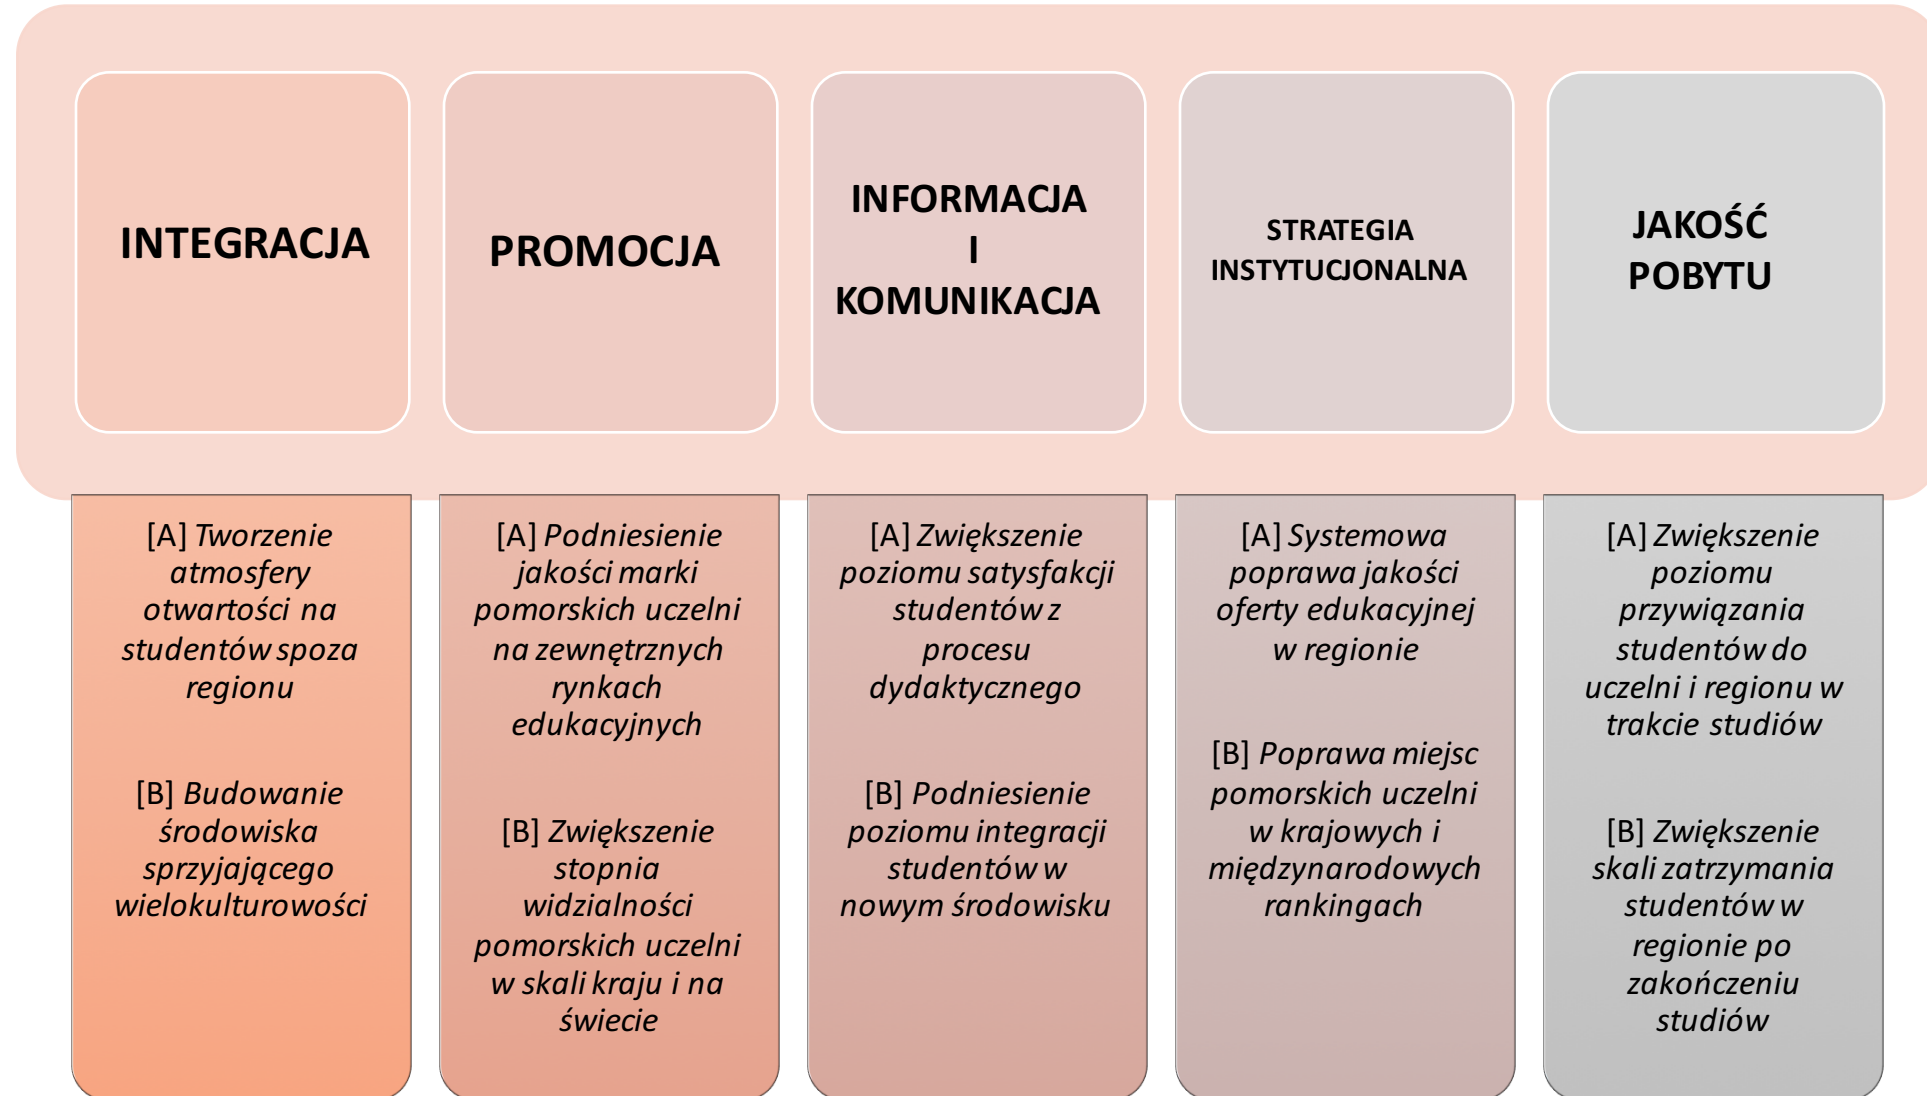 INTEGRACJA
PROMOCJA
INFORMACJA
I
KOMUNIKACJA
STRATEGIA
INSTYTUCJONALNA
JAKOŚĆ
POBYTU
[A] Tworzenie
atmosfery
otwartości na
studentów spoza
regionu
[B] Budowanie
środowiska
sprzyjającego
wielokulturowości
[A] Podniesienie
jakości marki
pomorskich uczelni
na zewnętrznych
rynkach
edukacyjnych
[B] Zwiększenie
stopnia
widzialności
pomorskich uczelni
w skali kraju i na
świecie
[A] Zwiększenie
poziomu satysfakcji
studentów z
procesu
dydaktycznego
[B] Podniesienie
poziomu integracji
studentów w
nowym środowisku
[A] Systemowa
poprawa jakości
oferty edukacyjnej
w regionie
[B] Poprawa miejsc
pomorskich uczelni
w krajowych i
międzynarodowych
rankingach
[A] Zwiększenie
poziomu
przywiązania
studentów do
uczelni i regionu w
trakcie studiów
[B] Zwiększenie
skali zatrzymania
studentów w
regionie po
zakończeniu
studiów